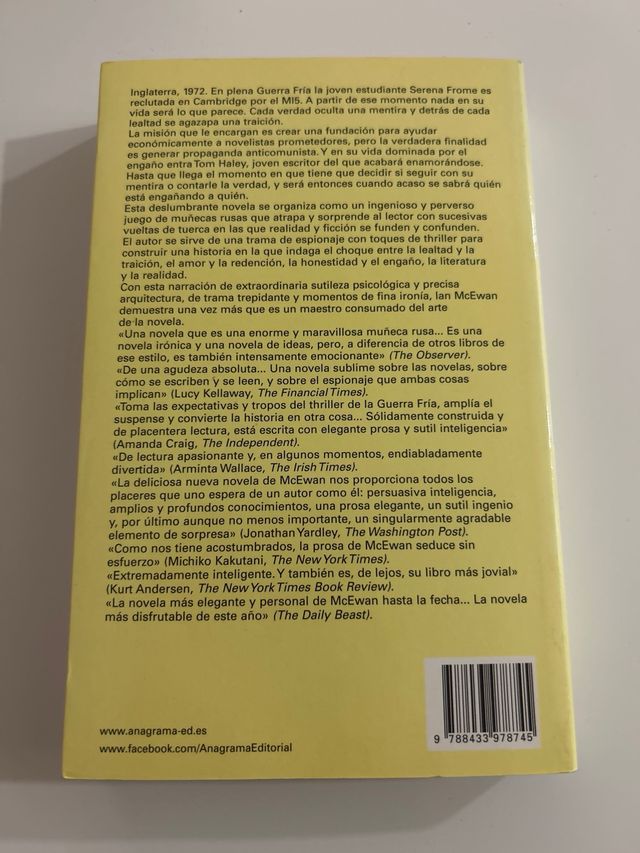 Inglaterra, 1972. En plena Guerra Fría la joven estudiante Serena Frome es
reclutada en Cambridge por el MI5. A partir de ese momento nada en su
vida será lo que parece. Cada verdad oculta una mentira y detrás de cada
lealtad se agazapa una traición.
La misión que le encargan es crear una fundación para ayudar
económicamente a novelistas prometedores, pero la verdadera finalidad
es generar propaganda anticomunista. Y en su vida dominada por el
engaño entra Tom Haley, joven escritor del que acabará enamorándose.
Hasta que llega el momento en que tiene que decidir si seguir con su
mentira o contarle la verdad, y será entonces cuando acaso se sabrá quién
está engañando a quién.
Esta deslumbrante novela se organiza como un ingenioso y perverso
juego de muñecas rusas que atrapa y sorprende al lector con sucesivas
vueltas de tuerca en las que realidad y ficción se funden y confunden.
El autor se sirve de una trama de espionaje con toques de thriller para
construir una historia en la que indaga el choque entre la lealtad y la
traición, el amor y la redención, la honestidad y el engaño, la literatura
y la realidad.
Con esta narración de extraordinaria sutileza psicológica y precisa
arquitectura, de trama trepidante y momentos de fina ironía, Ian McEwan
demuestra una vez más que es un maestro consumado del arte
de la novela.
«Una novela que es una enorme y maravillosa muñeca rusa... Es una
novela irónica y una novela de ideas, pero, a diferencia de otros libros de
ese estilo, es también intensamente emocionante» (The Observer).
«De una agudeza absoluta... Una novela sublime sobre las novelas, sobre
cómo se escriben y se leen, y sobre el espionaje que ambas cosas
implican» (Lucy Kellaway, The Financial Times).
«Toma las expectativas y tropos del thriller de la Guerra Fría, amplía el
suspense y convierte la historia en otra cosa... Sólidamente construida y
de placentera lectura, está escrita con elegante prosa y sutil inteligencia»
(Amanda Craig, The Independent).
«De lectura apasionante y, en algunos momentos, endiabladamente
divertida» (Arminta Wallace, The Irish Times).
«La deliciosa nueva novela de McEwan nos proporciona todos los
placeres que uno espera de un autor como él: persuasiva inteligencia,
amplios y profundos conocimientos, una prosa elegante, un sutil ingenio
y, por último aunque no menos importante, un singularmente agradable
elemento de sorpresa» (Jonathan Yardley, The Washington Post).
«Como nos tiene acostumbrados, la prosa de McEwan seduce sin
esfuerzo» (Michiko Kakutani, The New York Times).
«Extremadamente inteligente. Y también es, de lejos, su libro más jovial»
(Kurt Andersen, The New York Times Book Review).
«La novela más elegante y personal de McEwan hasta la fecha... La novela
más disfrutable de este año» (The Daily Beast).
www.anagrama-ed.es
www.facebook.com/AnagramaEditorial
9 788433 978745